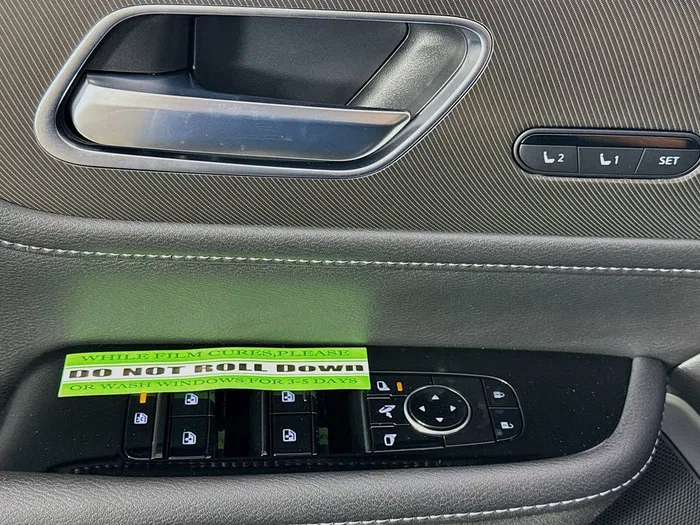 2
1
SET
WHILE FILM CURES,PLEASE
DO NOT ROLL Down
OR WASH WINDOWS FOR 3-5 DAYS